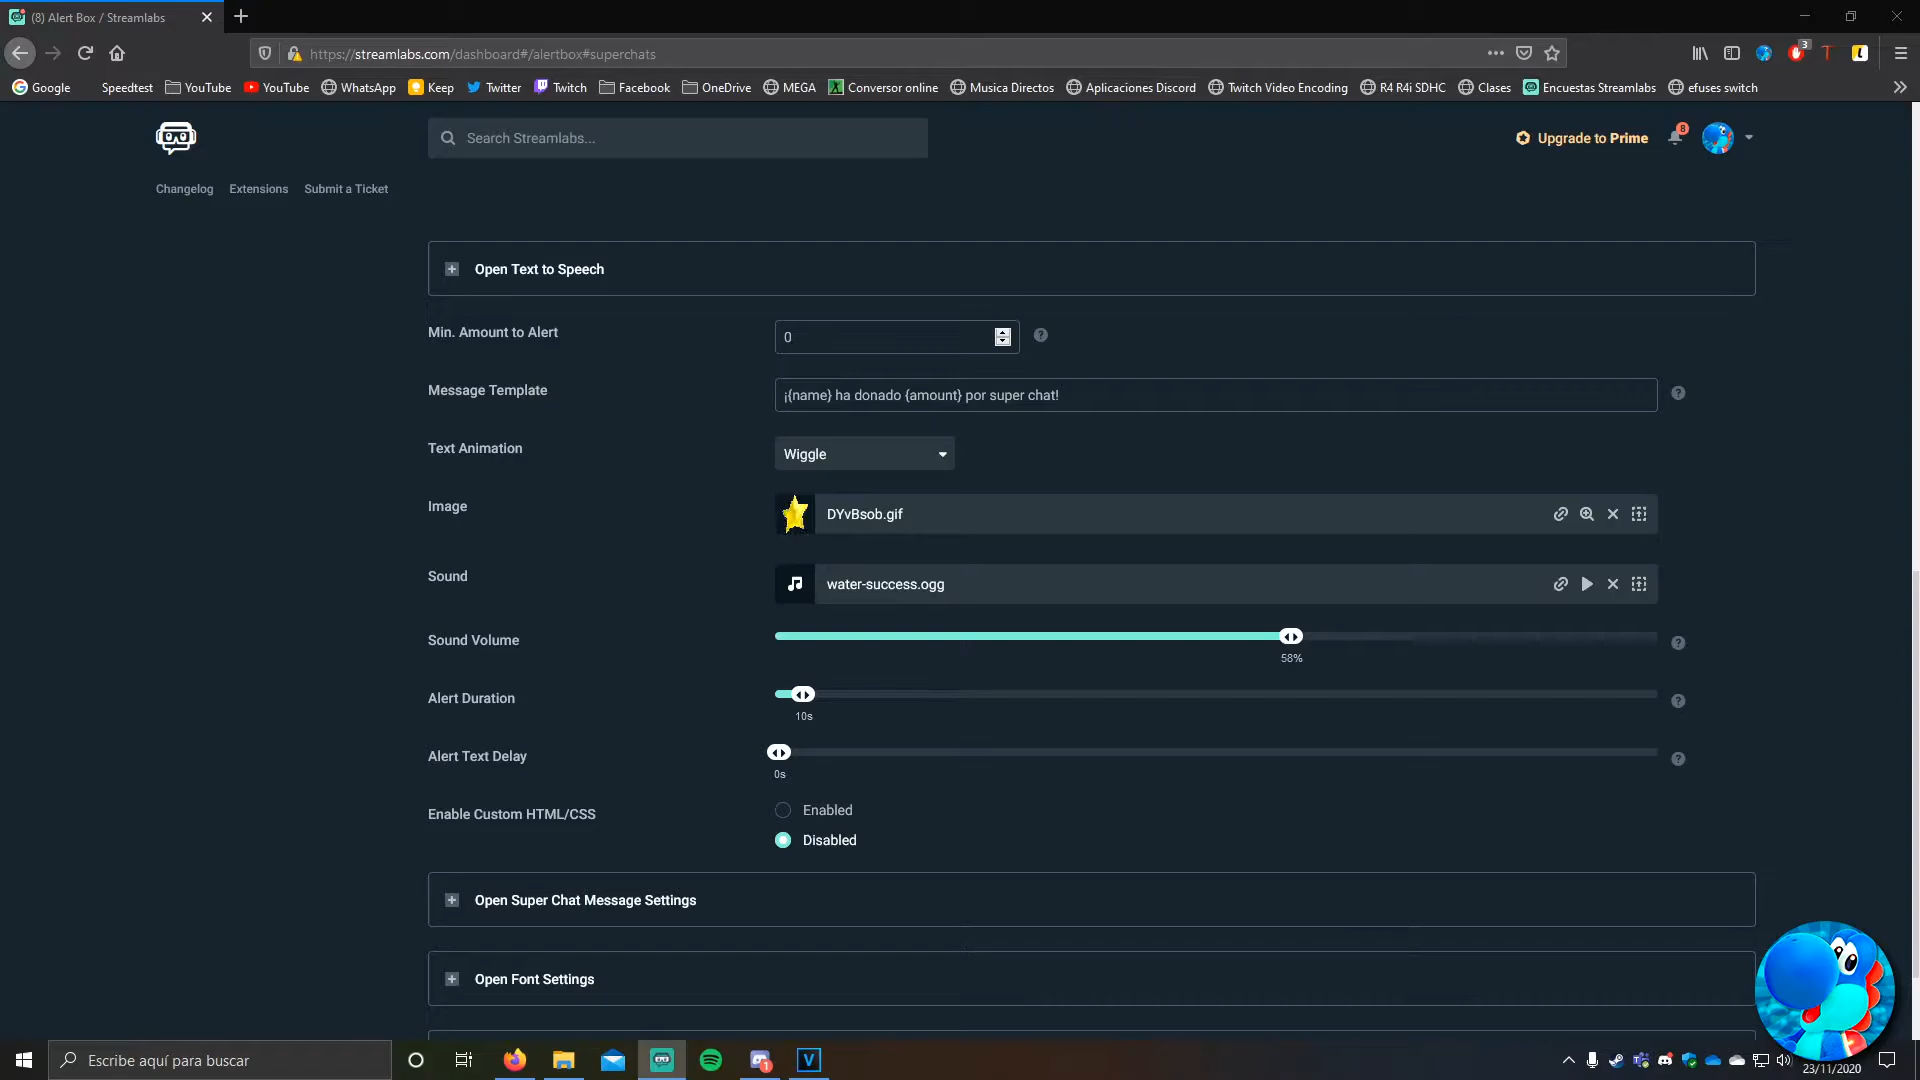 (8) Alert Box / Streamlabs
https://streamlabs.com/dashboard#/alertbox#superchats
3
Google Speedtest YouTube YouTube WhatsApp Keep Twitter Twitch Facebook OneDrive MEGA Conversor online Musica Directos Aplicaciones Discord Twitch Video Encoding R4 R4i SDHC Clases Encuestas Streamlabs efuses switch
Search Streamlabs...
Upgrade to Prime
8
Changelog Extensions Submit a Ticket
Open Text to Speech
Min. Amount to Alert
0
Message Template
¡{name} ha donado {amount} por super chat!
Text Animation
Wiggle
Image
DYvBsob.gif
Sound
water-success.ogg
Sound Volume
58%
Alert Duration
10s
Alert Text Delay
0s
Enable Custom HTML/CSS
Enabled
Disabled
Open Super Chat Message Settings
Open Font Settings
Escribe aquí para buscar
1
V
23/11/2020